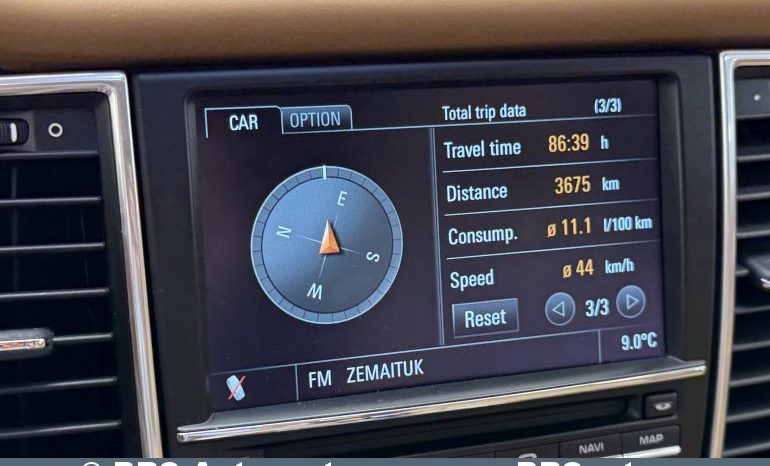 CAR OPTION Total trip data (3/3)
Travel time 86:39 h
Distance 3675 km
Consump. ø 11.1 l/100 km
Speed ø 44 km/h
Reset 3/3
E
N
S
W
9.0°C
FM ZEMAITUK
NAVI MAP